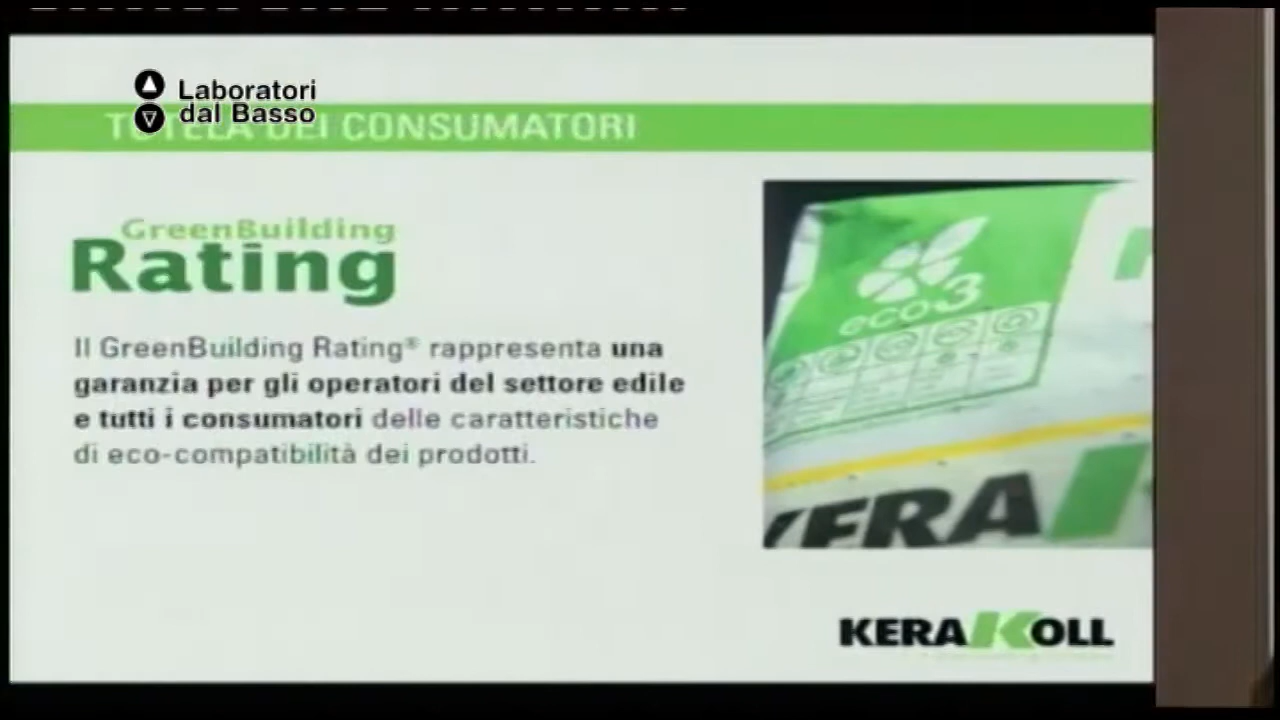 Laboratori
dal Basso
TUTELA DEI CONSUMATORI
GreenBuilding
Rating
Il GreenBuilding Rating® rappresenta una
garanzia per gli operatori del settore edile
e tutti i consumatori delle caratteristiche
di eco-compatibilità dei prodotti.
eco 3
KERAK
KERAKOLL